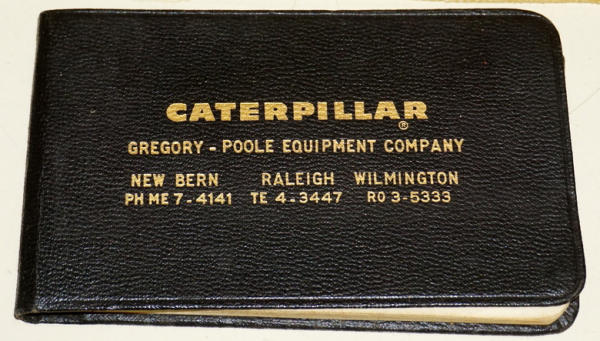 CATERPILLAR®
GREGORY - POOLE EQUIPMENT COMPANY
NEW BERN RALEIGH WILMINGTON
PH ME 7-4141 TE 4-3447 RO 3-5333